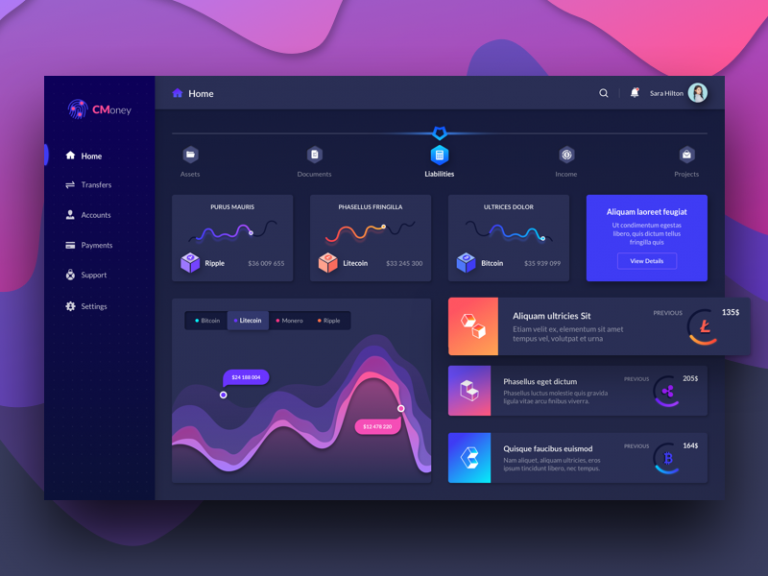 CMoney
Home
Transfers
Accounts
Payments
Support
Settings
Home
Sara Hilton
Assets
Documents
Liabilities
Income
Projects
PURUS MAURIS
Ripple
$36 009 655
PHASELLUS FRINGILLA
Litecoin
$33 245 300
ULTRICES DOLOR
Bitcoin
$35 939 099
Aliquam laoreet feugiat
Ut condimentum egestas
libero, quis dictum tellus
fringilla quis
View Details
Bitcoin
Litecoin
Monero
Ripple
$24 188 004
$12 478 220
Aliquam ultricies Sit
Etiam velit ex, elementum sit amet
tempus vel, volutpat et urna
PREVIOUS
135$
Phasellus eget dictum
Phasellus luctus molestie quis gravida
ligula vitae arcu finibus viverra.
PREVIOUS
205$
Quisque faucibus euismod
Nam aliquet, aliquam ultricies, eros
ipsum tincidunt libero, nec tempus.
PREVIOUS
164$